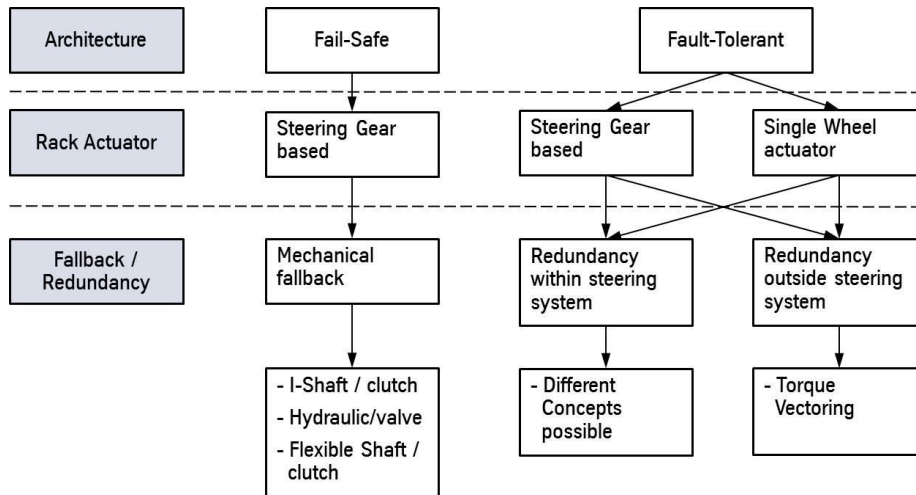 Architecture
Fail-Safe
Fault-Tolerant
Rack Actuator
Steering Gear
based
Steering Gear
based
Single Wheel
actuator
Fallback /
Redundancy
Mechanical
fallback
Redundancy
within steering
system
Redundancy
outside steering
system
- I-Shaft / clutch
- Hydraulic/valve
- Flexible Shaft /
clutch
- Different
Concepts
possible
- Torque
Vectoring